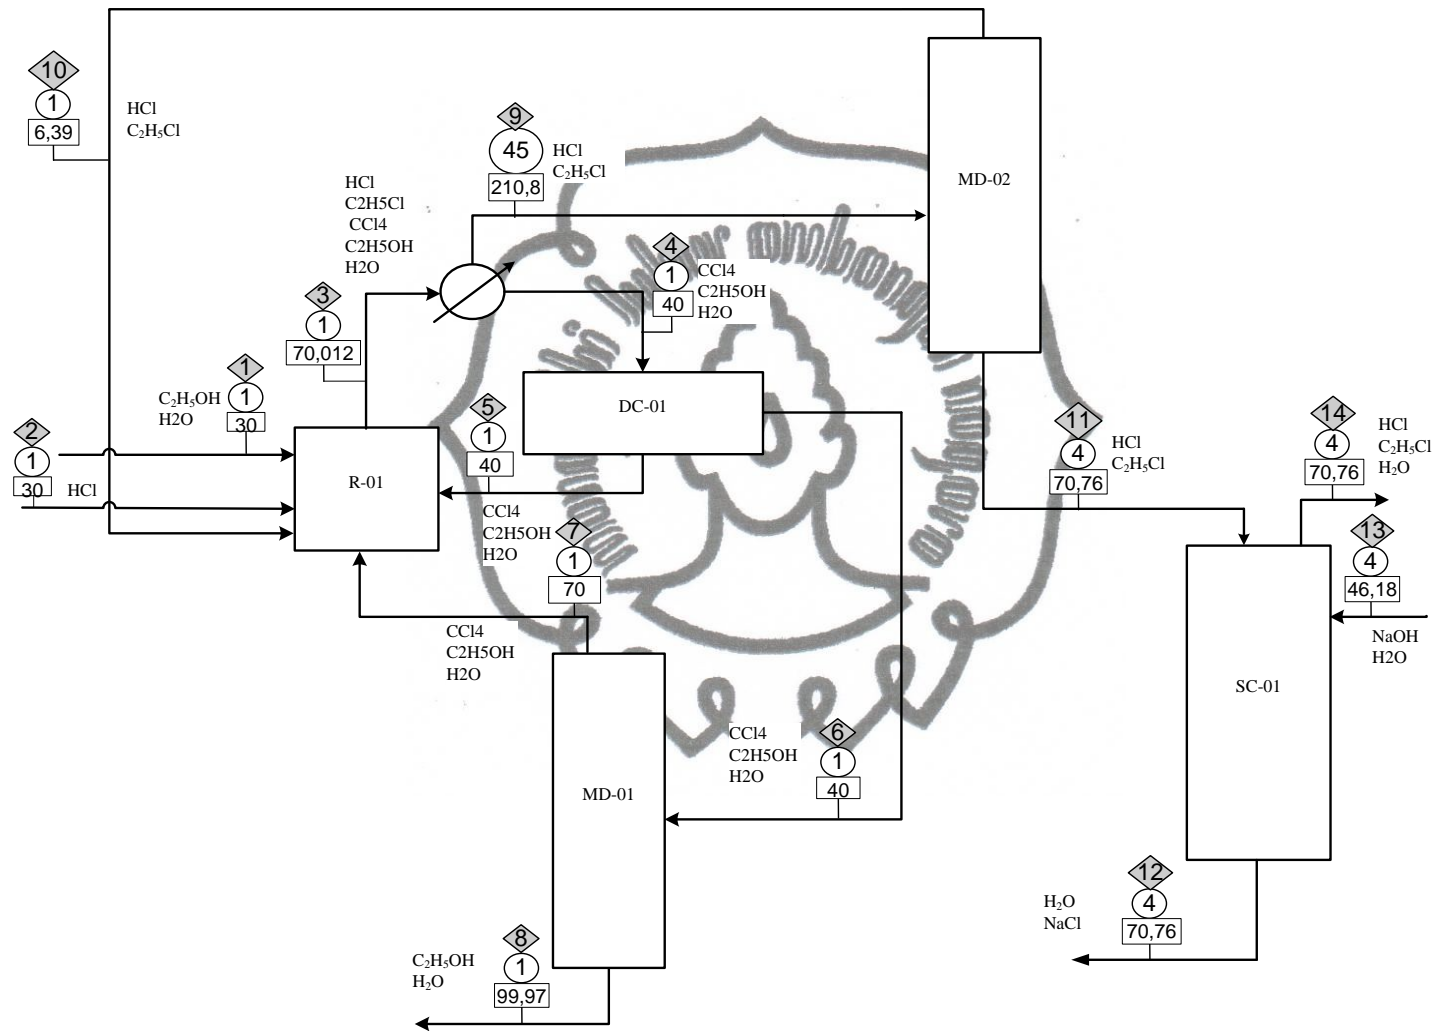 10
1
6,39
HCl
C₂H₅Cl
9
45
210,8
HCl
C₂H₅Cl
MD-02
HCl
C2H5Cl
CCl4
C2H5OH
H2O
4
1
40
CCl4
C2H5OH
H2O
3
1
70,012
1
1
30
C₂H₅OH
H2O
2
1
30
HCl
R-01
DC-01
5
1
40
CCl4
C2H5OH
H2O
7
1
70
CCl4
C2H5OH
H2O
11
4
70,76
HCl
C₂H₅Cl
14
4
70,76
HCl
C₂H₅Cl
H₂O
13
4
46,18
NaOH
H2O
SC-01
MD-01
CCl4
C2H5OH
H2O
6
1
40
12
4
70,76
H₂O
NaCl
8
1
99,97
C₂H₅OH
H₂O